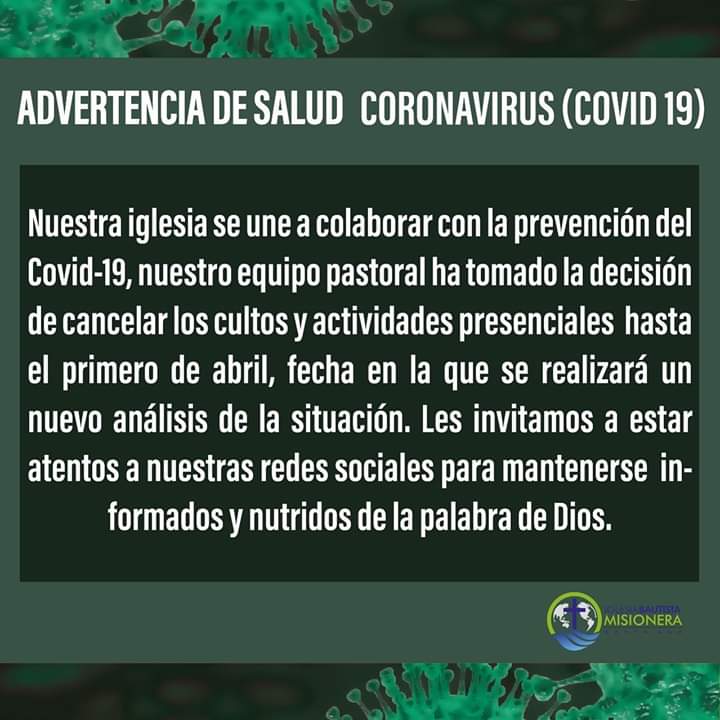 ADVERTENCIA DE SALUD CORONAVIRUS (COVID 19)
Nuestra iglesia se une a colaborar con la prevención del
Covid-19, nuestro equipo pastoral ha tomado la decisión
de cancelar los cultos y actividades presenciales hasta
el primero de abril, fecha en la que se realizará un
nuevo análisis de la situación. Les invitamos a estar
atentos a nuestras redes sociales para mantenerse in-
formados y nutridos de la palabra de Dios.
IGLESIA BAUTISTA
MISIONERA